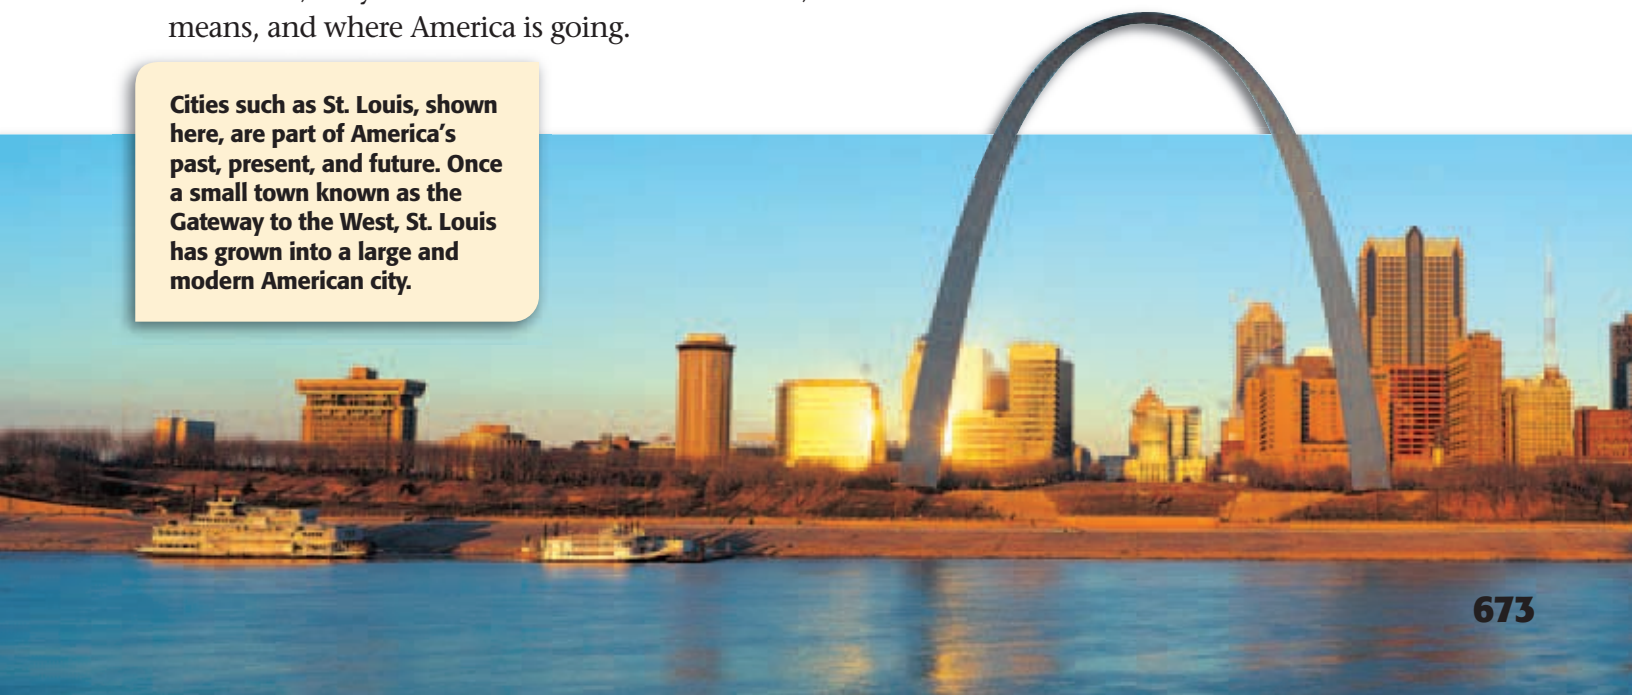 means, and where America is going.
Cities such as St. Louis, shown
here, are part of America's
past, present, and future. Once
a small town known as the
Gateway to the West, St. Louis
has grown into a large and
modern American city.
673